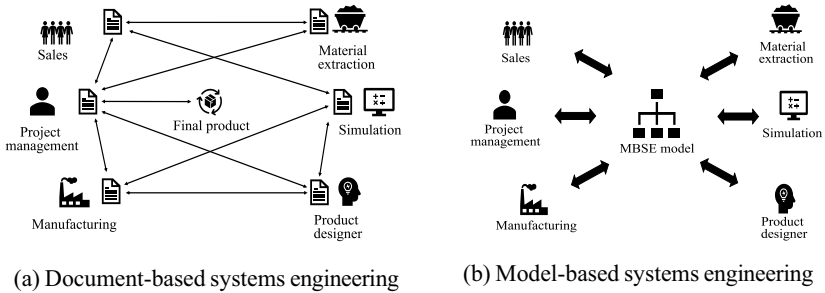 Sales
Material
extraction
Project
management
Final product
Simulation
Manufacturing
Product
designer
(a) Document-based systems engineering
Sales
Material
extraction
Project
management
MBSE model
Simulation
Manufacturing
Product
designer
(b) Model-based systems engineering